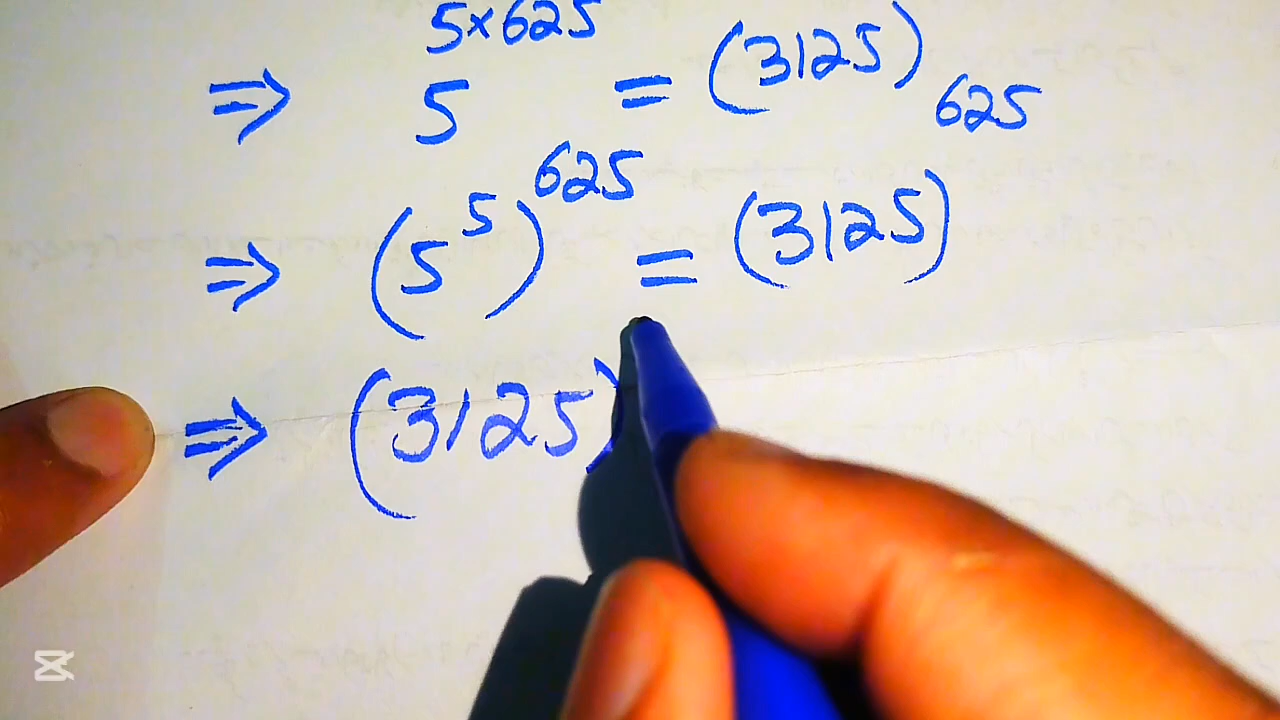 ⇒ 5^(5×625) = (3125)
⇒ (5^5)^625 = (3125)^625
⇒ (3125)